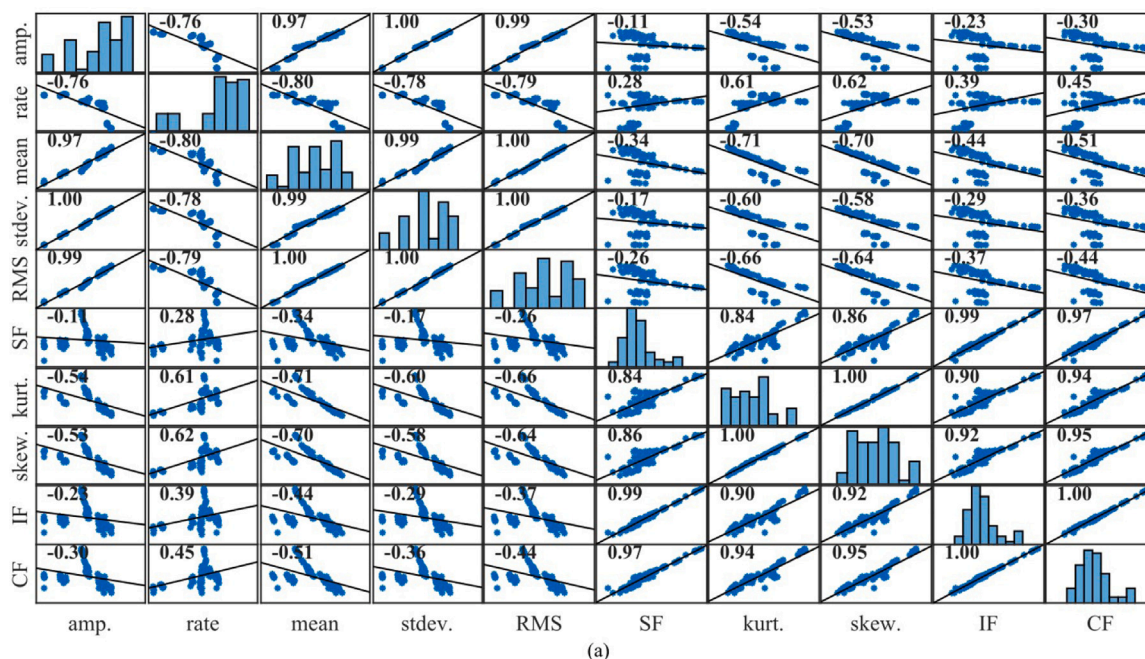 amp. -0.76 0.97 1.00 0.99 -0.11 -0.54 -0.53 -0.23 -0.30
rate -0.76 -0.80 -0.78 -0.79 0.28 0.61 0.62 0.39 0.45
mean 0.97 -0.80 0.99 1.00 -0.34 -0.71 -0.70 -0.44 -0.51
stdev. 1.00 -0.78 0.99 1.00 -0.17 -0.60 -0.58 -0.29 -0.36
RMS 0.99 -0.79 1.00 1.00 -0.26 -0.66 -0.64 -0.37 -0.44
SF -0.11 0.28 -0.34 -0.17 -0.26 0.84 0.86 0.99 0.97
kurt. -0.54 0.61 -0.71 -0.60 -0.66 0.84 1.00 0.90 0.94
skew. -0.53 0.62 -0.70 -0.58 -0.64 0.86 1.00 0.92 0.95
IF -0.23 0.39 -0.44 -0.29 -0.37 0.99 0.90 0.92 1.00
CF -0.30 0.45 -0.51 -0.36 -0.44 0.97 0.94 0.95 1.00
amp. rate mean stdev. RMS SF kurt. skew. IF CF
(a)